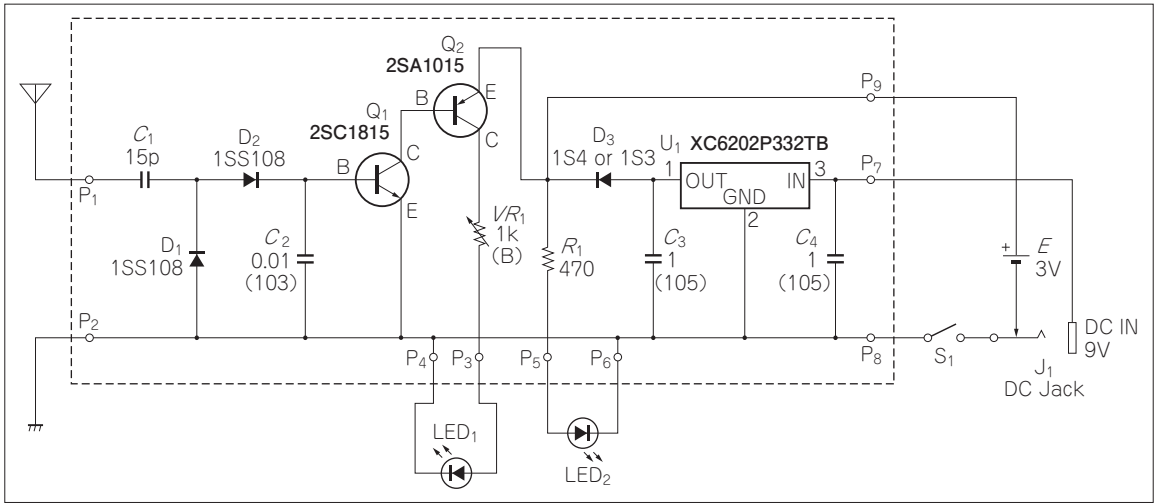 Q2
2SA1015
E
B
C
Q1
2SC1815
C
B
E
C1
15p
P1
D2
1SS108
D1
1SS108
C2
0.01
(103)
VR1
1k
(B)
R1
470
D3
1S4 or 1S3
U1 XC6202P332TB
1
OUT
IN
3
GND
2
C3
1
(105)
C4
1
(105)
P9
P7
+
E
3V
P2
P4
P3
P5
P6
P8
S1
J1
DC Jack
DC IN
9V
LED1
LED2